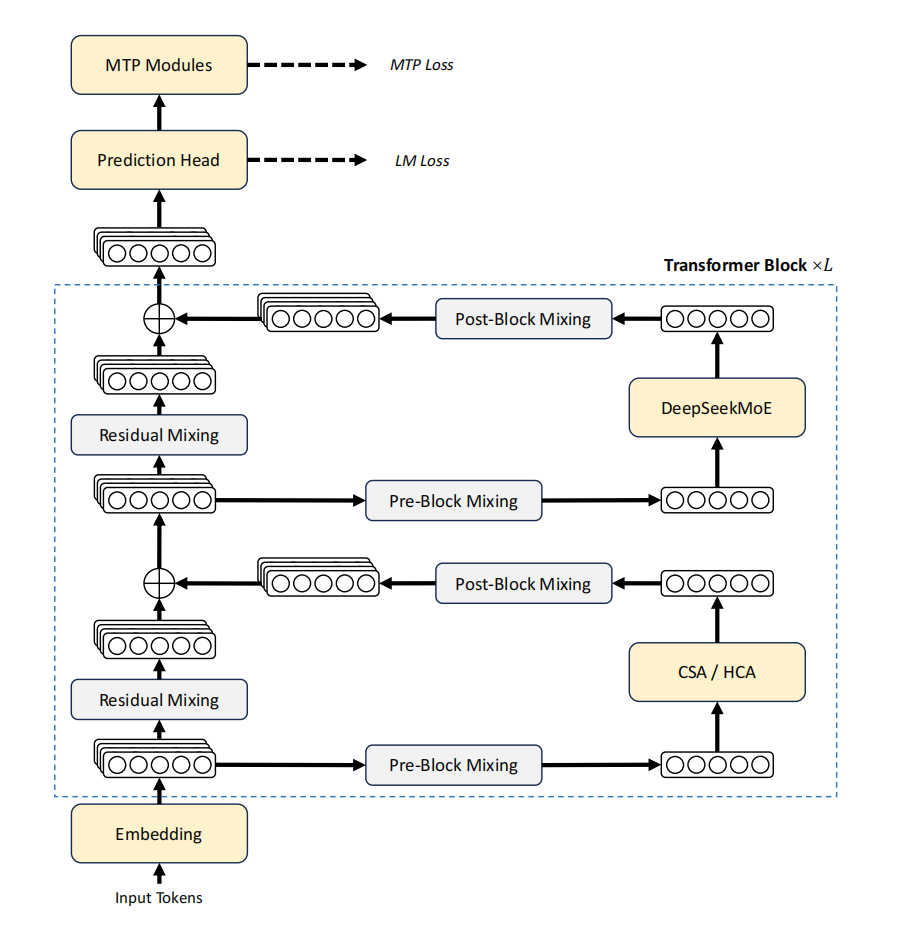 MTP Modules
MTP Loss
Prediction Head
LM Loss
Transformer Block ×L
Post-Block Mixing
DeepSeekMoE
Residual Mixing
Pre-Block Mixing
Post-Block Mixing
CSA / HCA
Residual Mixing
Pre-Block Mixing
Embedding
Input Tokens